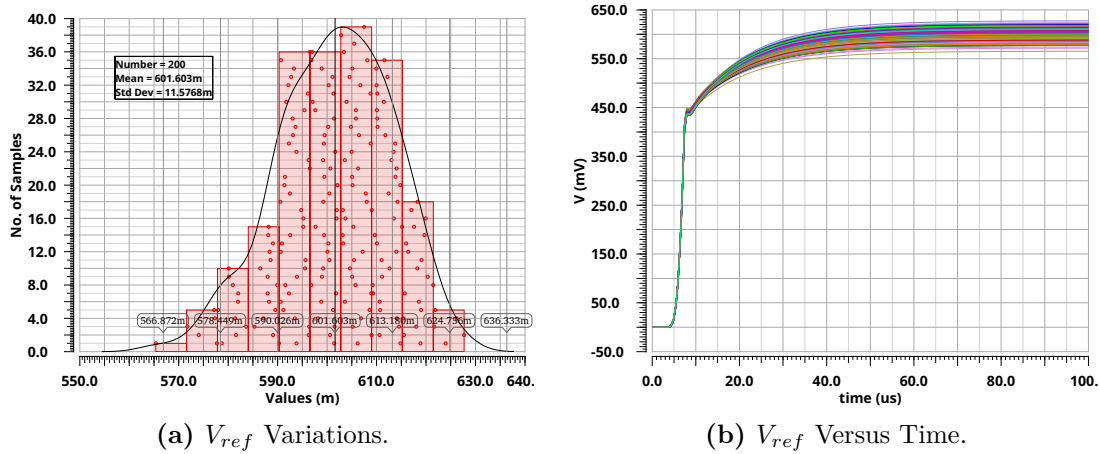 40.0
36.0
32.0
28.0
24.0
20.0
16.0
12.0
8.0
4.0
0.0
No. of Samples
Number = 200
Mean = 601.603m
Std Dev = 11.5768m
566.872m
578.449m
590.026m
601.603m
613.180m
624.756m
636.333m
550.0
570.0
590.0
610.0
630.0
640.
Values (m)
(a) Vref Variations.
650.0
550.0
450.0
350.0
250.0
150.0
50.0
-50.0
V (mV)
0.0
20.0
40.0
60.0
80.0
100.
time (us)
(b) Vref Versus Time.